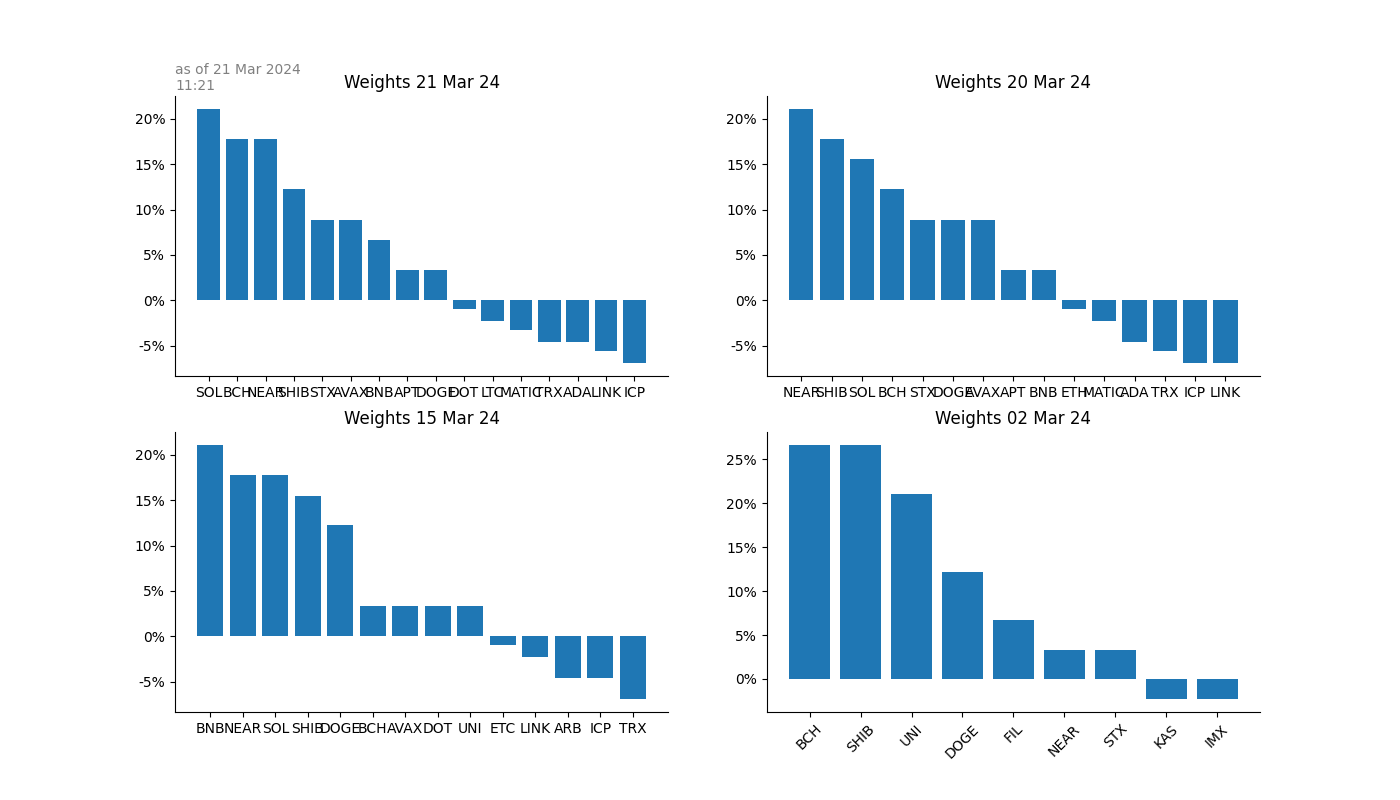 as of 21 Mar 2024
11:21
Weights 21 Mar 24
20%
15%
10%
5%
0%
-5%
SOL BCH NEAR SHIB STX AVAX BNB APT DOGE DOT LTC MATIC TRX ADA LINK ICP
Weights 20 Mar 24
20%
15%
10%
5%
0%
-5%
NEAR SHIB SOL BCH STX DOGE AVAX APT BNB ETH MATIC ADA TRX ICP LINK
Weights 15 Mar 24
20%
15%
10%
5%
0%
-5%
BNB NEAR SOL SHIB DOGE BCH AVAX DOT UNI ETC LINK ARB ICP TRX
Weights 02 Mar 24
25%
20%
15%
10%
5%
0%
BCH SHIB UNI DOGE FIL NEAR STX KAS IMX